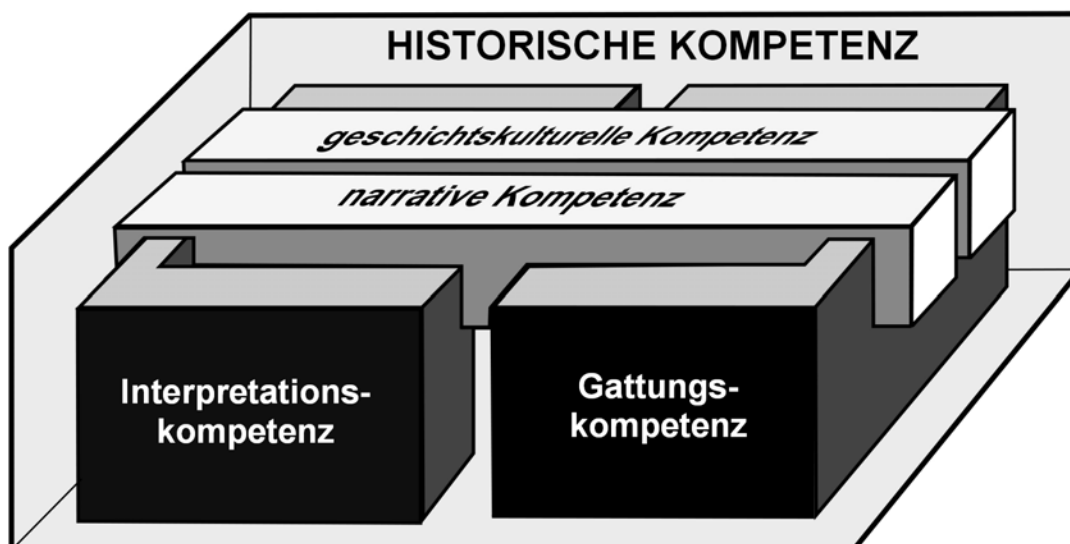 HISTORISCHE KOMPETENZ
geschichtskulturelle Kompetenz
narrative Kompetenz
Interpretations-
kompetenz
Gattungs-
kompetenz